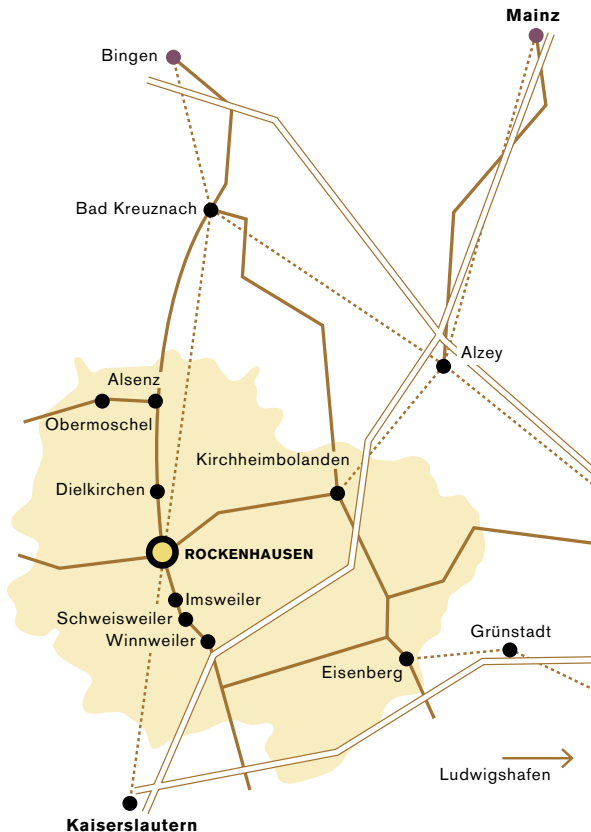 Mainz
Bingen
Bad Kreuznach
Alzey
Alsenz
Obermoschel
Kirchheimbolanden
Dielkirchen
ROCKENHAUSEN
Imsweiler
Schweisweiler
Winnweiler
Grünstadt
Eisenberg
Ludwigshafen
Kaiserslautern